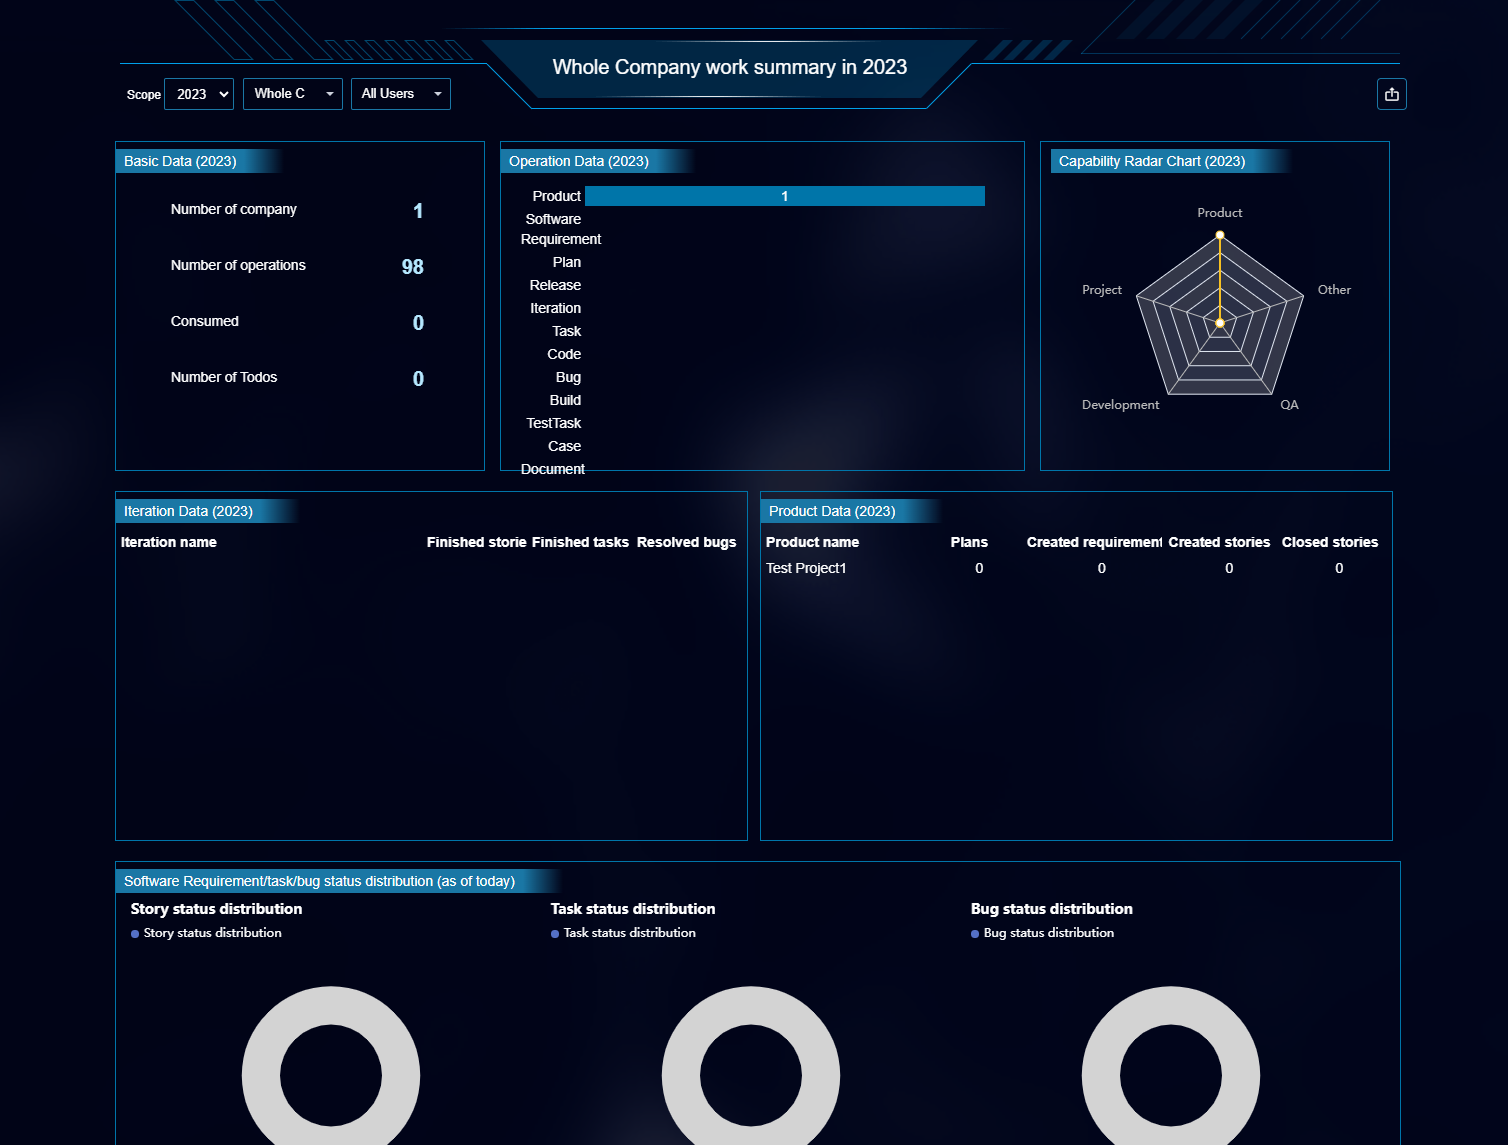 Whole Company work summary in 2023
Scope 2023 Whole C All Users
Basic Data (2023)
Number of company 1
Number of operations 98
Consumed 0
Number of Todos 0
Operation Data (2023)
Product 1
Software
Requirement
Plan
Release
Iteration
Task
Code
Bug
Build
TestTask
Case
Document
Capability Radar Chart (2023)
Product
Project
Other
Development
QA
Iteration Data (2023)
Iteration name Finished storie Finished tasks Resolved bugs
Product Data (2023)
Product name Plans Created requirement Created stories Closed stories
Test Project1 0 0 0 0
Software Requirement/task/bug status distribution (as of today)
Story status distribution
Story status distribution
Task status distribution
Task status distribution
Bug status distribution
Bug status distribution